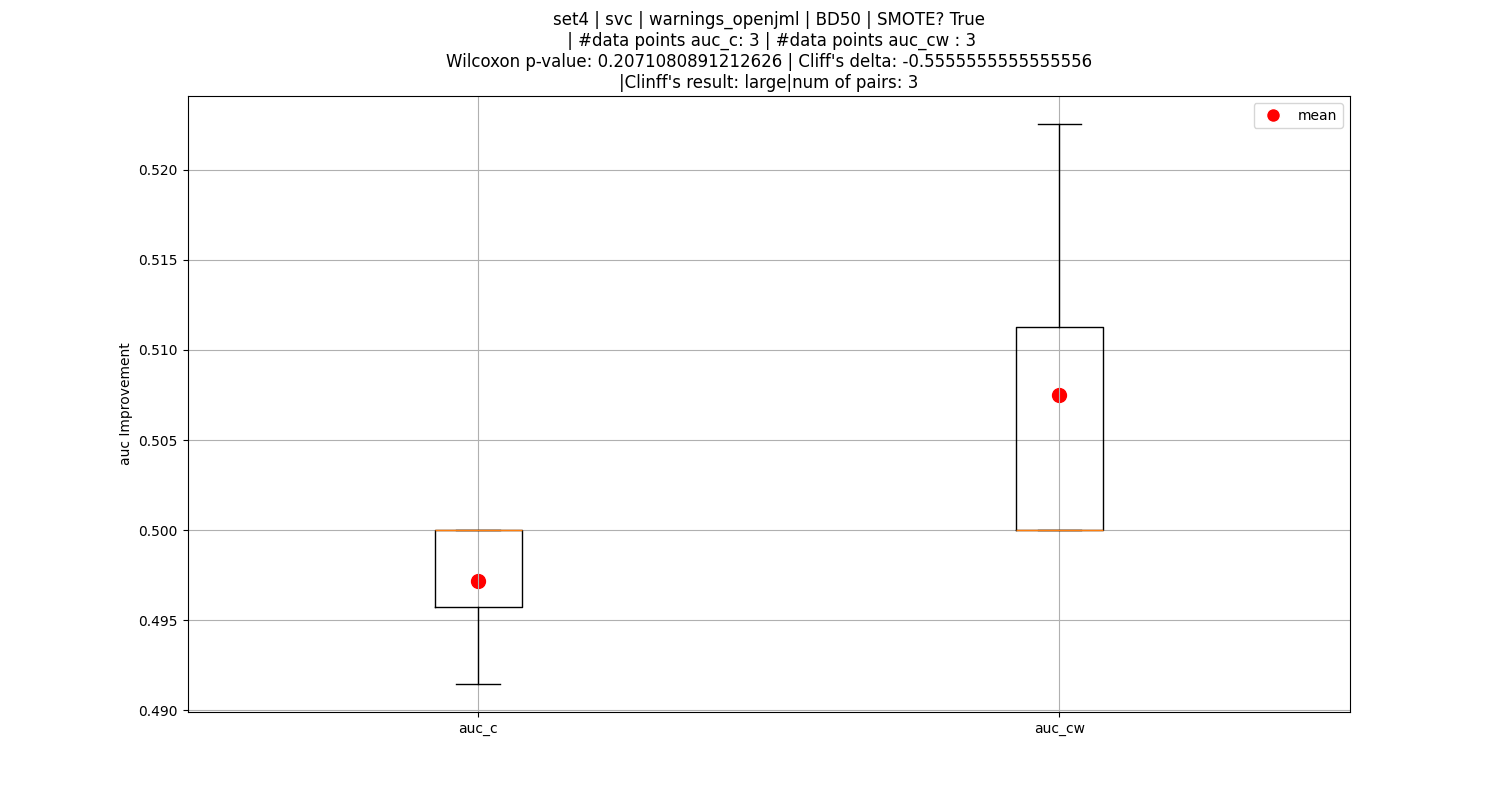 set4 | svc | warnings_openjml | BD50 | SMOTE? True
| #data points auc_c: 3 | #data points auc_cw : 3
Wilcoxon p-value: 0.2071080891212626 | Cliff's delta: -0.5555555555555556
|Clinff's result: large|num of pairs: 3
mean
auc Improvement
0.520
0.515
0.510
0.505
0.500
0.495
0.490
auc_c
auc_cw